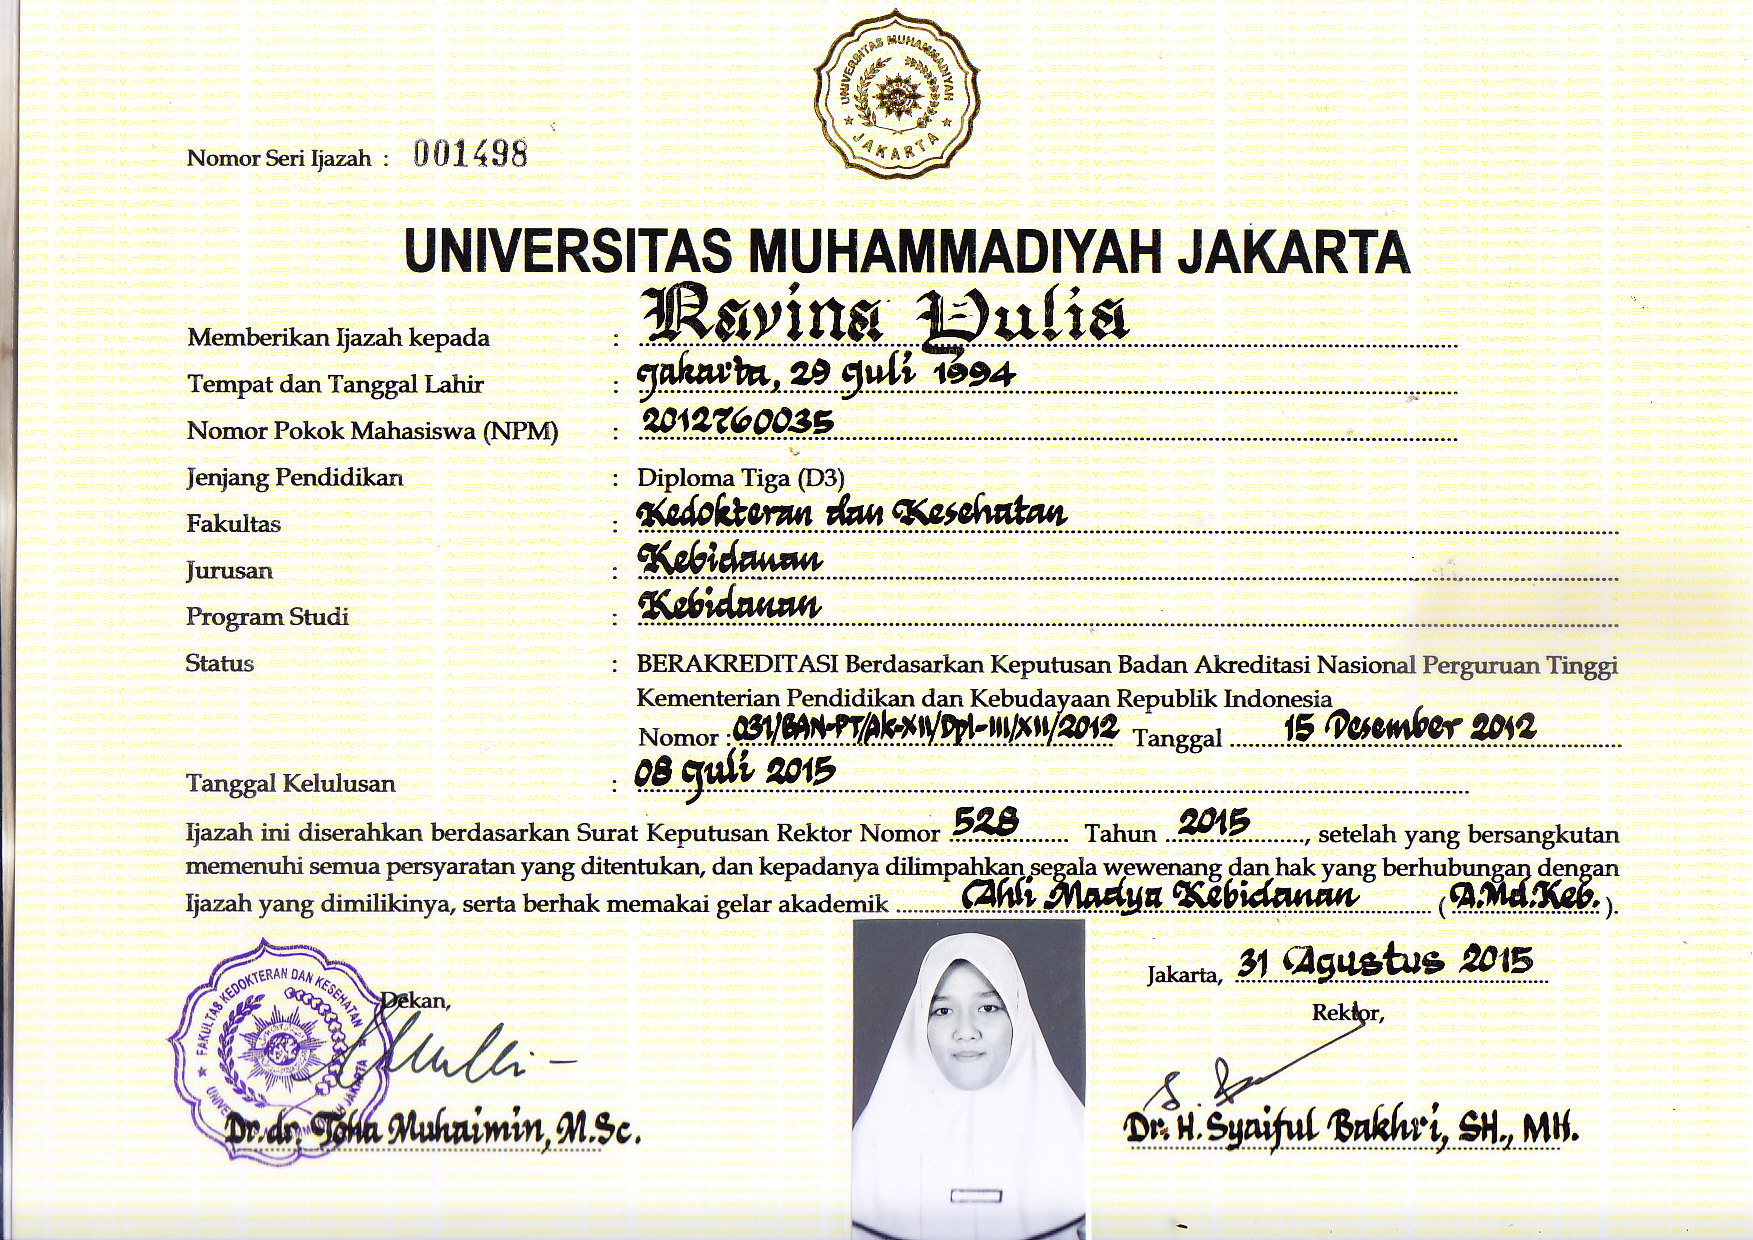 UNIVERSITAS MUHAMMADIYAH
JAKARTA
Nomor Seri Ijazah : 001498
UNIVERSITAS MUHAMMADIYAH JAKARTA
Memberikan Ijazah kepada : Ravina Yulia
Tempat dan Tanggal Lahir : Jakarta, 29 Juli 1994
Nomor Pokok Mahasiswa (NPM) : 2012760035
Jenjang Pendidikan : Diploma Tiga (D3)
Fakultas : Kedokteran dan Kesehatan
Jurusan : Kebidanan
Program Studi : Kebidanan
Status : BERAKREDITASI Berdasarkan Keputusan Badan Akreditasi Nasional Perguruan Tinggi
Kementerian Pendidikan dan Kebudayaan Republik Indonesia
Nomor : 031/BAN-PT/Ak-XII/Dpl-III/XII/2012 Tanggal 15 Desember 2012
Tanggal Kelulusan : 08 Juli 2015
Ijazah ini diserahkan berdasarkan Surat Keputusan Rektor Nomor 528 Tahun 2015, setelah yang bersangkutan
memenuhi semua persyaratan yang ditentukan, dan kepadanya dilimpahkan segala wewenang dan hak yang berhubungan dengan
Ijazah yang dimilikinya, serta berhak memakai gelar akademik Ahli Madya Kebidanan (A.Md.Keb.).
Jakarta, 31 Agustus 2015
Dekan,
Rektor,
FAKULTAS KEDOKTERAN DAN KESEHATAN
Dr. dr. Toha Muhaimin, M.Sc.
Dr. H. Syaiful Bakhri, SH., MH.